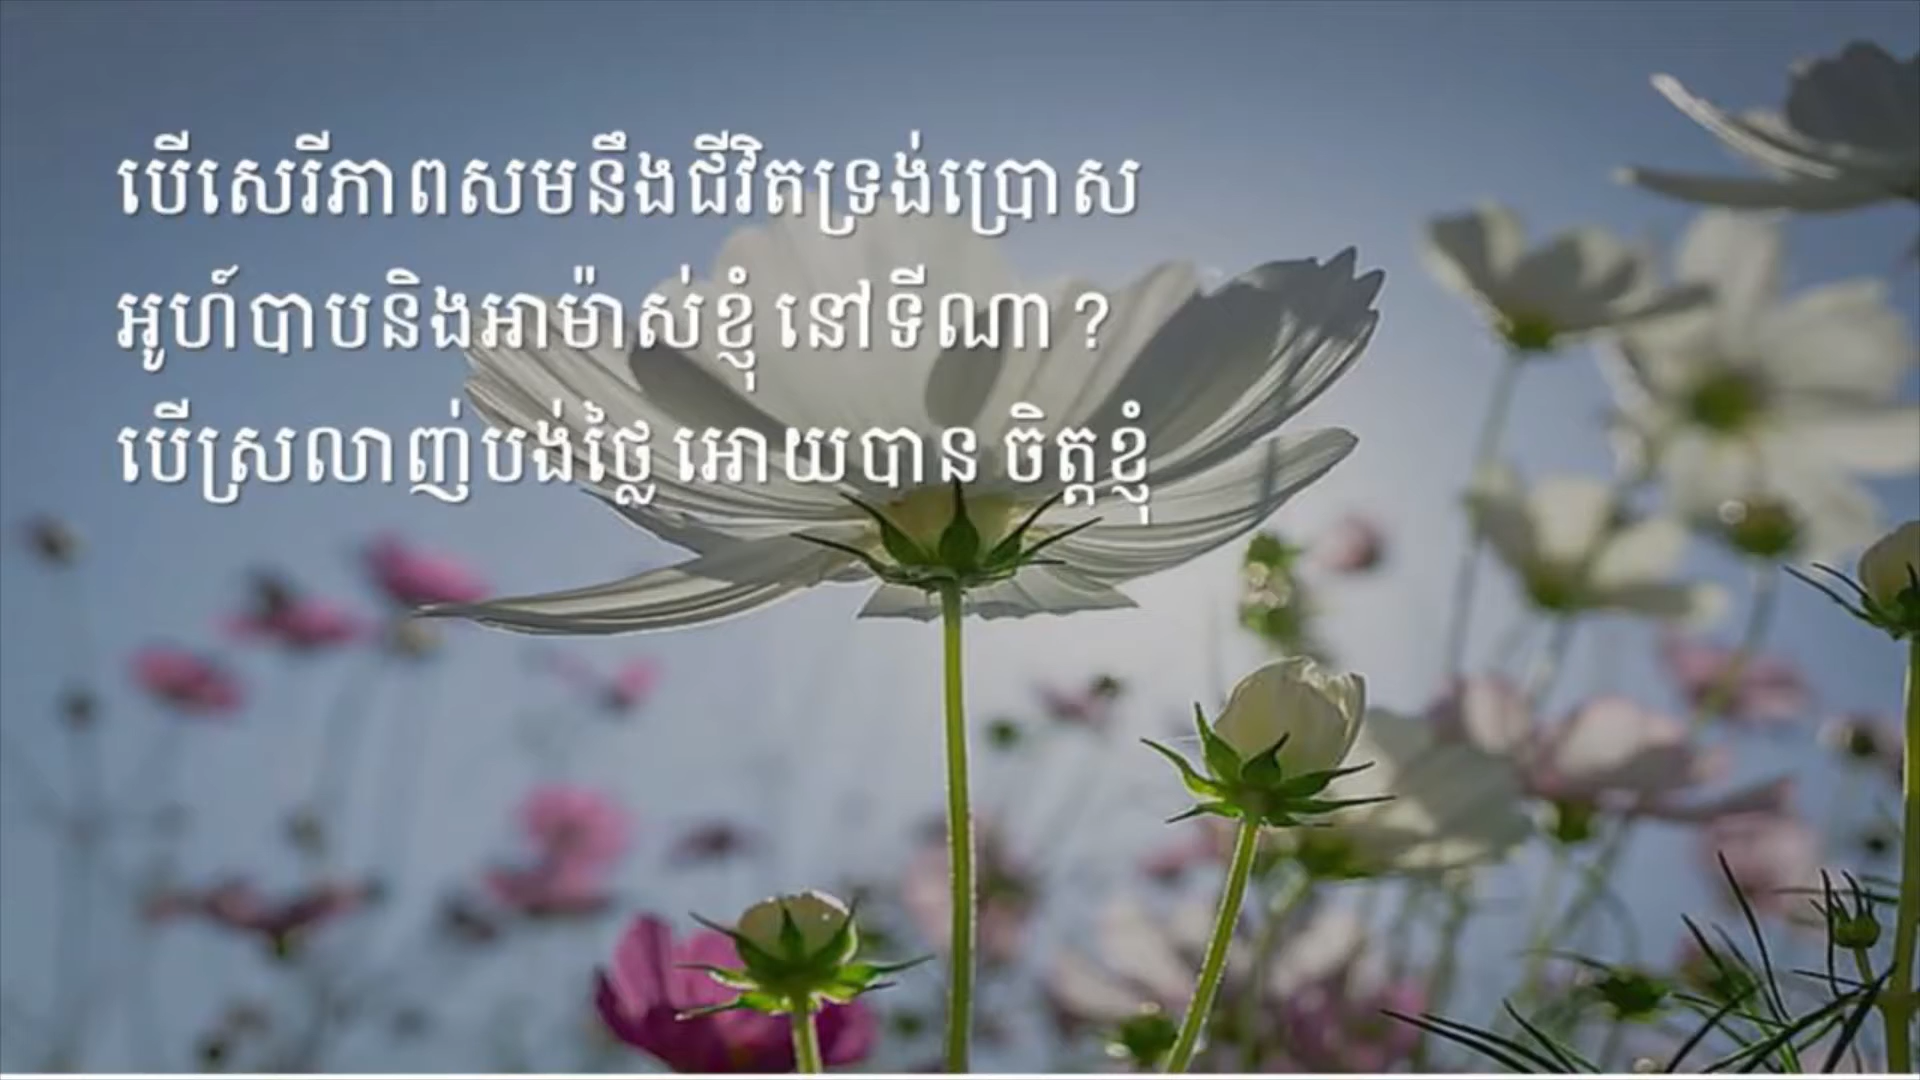 បើសេរីភាពសមនឹងជីវិតទ្រង់ប្រោស
អូហ៍បាបនិងអាម៉ាស់ខ្ញុំ នៅទីណា ?
បើស្រលាញ់បង់ថ្លៃ អោយបាន ចិត្តខ្ញុំ